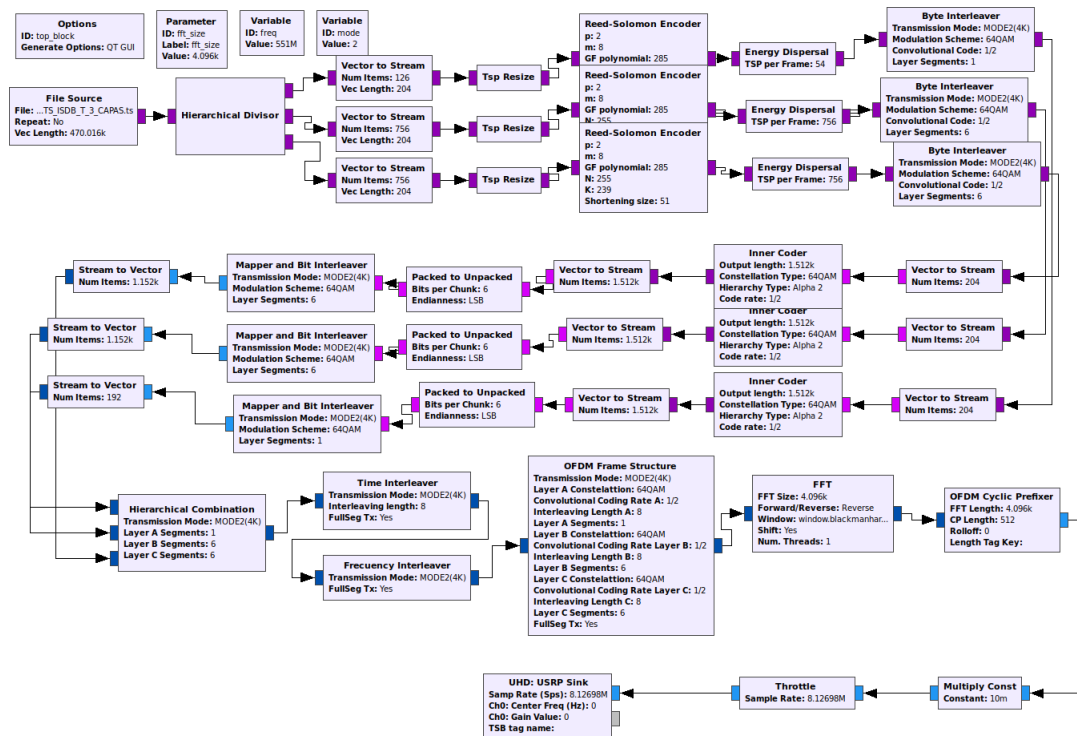 Options
ID: top_block
Generate Options: QT GUI
Parameter
ID: fft_size
Label: fft_size
Value: 4.096k
Variable
ID: freq
Value: 551M
Variable
ID: mode
Value: 2
File Source
File: ...TS_ISDB_T_3_CAPAS.ts
Repeat: No
Vec Length: 470.016k
Hierarchical Divisor
Vector to Stream
Num Items: 126
Vec Length: 204
Tsp Resize
Reed-Solomon Encoder
p: 2
m: 8
GF polynomial: 285
Energy Dispersal
TSP per Frame: 54
Byte Interleaver
Transmission Mode: MODE2(4K)
Modulation Scheme: 64QAM
Convolutional Code: 1/2
Layer Segments: 1
Vector to Stream
Num Items: 756
Vec Length: 204
Tsp Resize
Reed-Solomon Encoder
p: 2
m: 8
GF polynomial: 285
N: 255
Energy Dispersal
TSP per Frame: 756
Byte Interleaver
Transmission Mode: MODE2(4K)
Modulation Scheme: 64QAM
Convolutional Code: 1/2
Layer Segments: 6
Vector to Stream
Num Items: 756
Vec Length: 204
Tsp Resize
Reed-Solomon Encoder
p: 2
m: 8
GF polynomial: 285
N: 255
K: 239
Shortening size: 51
Energy Dispersal
TSP per Frame: 756
Byte Interleaver
Transmission Mode: MODE2(4K)
Modulation Scheme: 64QAM
Convolutional Code: 1/2
Layer Segments: 6
Stream to Vector
Num Items: 1.152k
Mapper and Bit Interleaver
Transmission Mode: MODE2(4K)
Modulation Scheme: 64QAM
Layer Segments: 6
Packed to Unpacked
Bits per Chunk: 6
Endianness: LSB
Vector to Stream
Num Items: 1.512k
Inner Coder
Output length: 1.512k
Constellation Type: 64QAM
Hierarchy Type: Alpha 2
Code rate: 1/2
Vector to Stream
Num Items: 204
Stream to Vector
Num Items: 1.152k
Mapper and Bit Interleaver
Transmission Mode: MODE2(4K)
Modulation Scheme: 64QAM
Layer Segments: 6
Packed to Unpacked
Bits per Chunk: 6
Endianness: LSB
Vector to Stream
Num Items: 1.512k
Inner Coder
Output length: 1.512k
Constellation Type: 64QAM
Hierarchy Type: Alpha 2
Code rate: 1/2
Vector to Stream
Num Items: 204
Stream to Vector
Num Items: 192
Mapper and Bit Interleaver
Transmission Mode: MODE2(4K)
Modulation Scheme: 64QAM
Layer Segments: 1
Packed to Unpacked
Bits per Chunk: 6
Endianness: LSB
Vector to Stream
Num Items: 1.512k
Inner Coder
Output length: 1.512k
Constellation Type: 64QAM
Hierarchy Type: Alpha 2
Code rate: 1/2
Vector to Stream
Num Items: 204
Hierarchical Combination
Transmission Mode: MODE2(4K)
Layer A Segments: 1
Layer B Segments: 6
Layer C Segments: 6
Time Interleaver
Transmission Mode: MODE2(4K)
Interleaving length: 8
FullSeg Tx: Yes
Frecuency Interleaver
Transmission Mode: MODE2(4K)
FullSeg Tx: Yes
OFDM Frame Structure
Transmission Mode: MODE2(4K)
Layer A Constelattion: 64QAM
Convolutional Coding Rate A: 1/2
Interleaving Length A: 8
Layer A Segments: 1
Layer B Constelattion: 64QAM
Convolutional Coding Rate Layer B: 1/2
Interleaving Length B: 8
Layer B Segments: 6
Layer C Constelattion: 64QAM
Convolutional Coding Rate Layer C: 1/2
Interleaving Length C: 8
Layer C Segments: 6
FullSeg Tx: Yes
FFT
FFT Size: 4.096k
Forward/Reverse: Reverse
Window: window.blackmanhar...
Shift: Yes
Num. Threads: 1
OFDM Cyclic Prefixer
FFT Length: 4.096k
CP Length: 512
Rolloff: 0
Length Tag Key:
UHD: USRP Sink
Samp Rate (Sps): 8.12698M
Ch0: Center Freq (Hz): 0
Ch0: Gain Value: 0
TSB tag name:
Throttle
Sample Rate: 8.12698M
Multiply Const
Constant: 10m